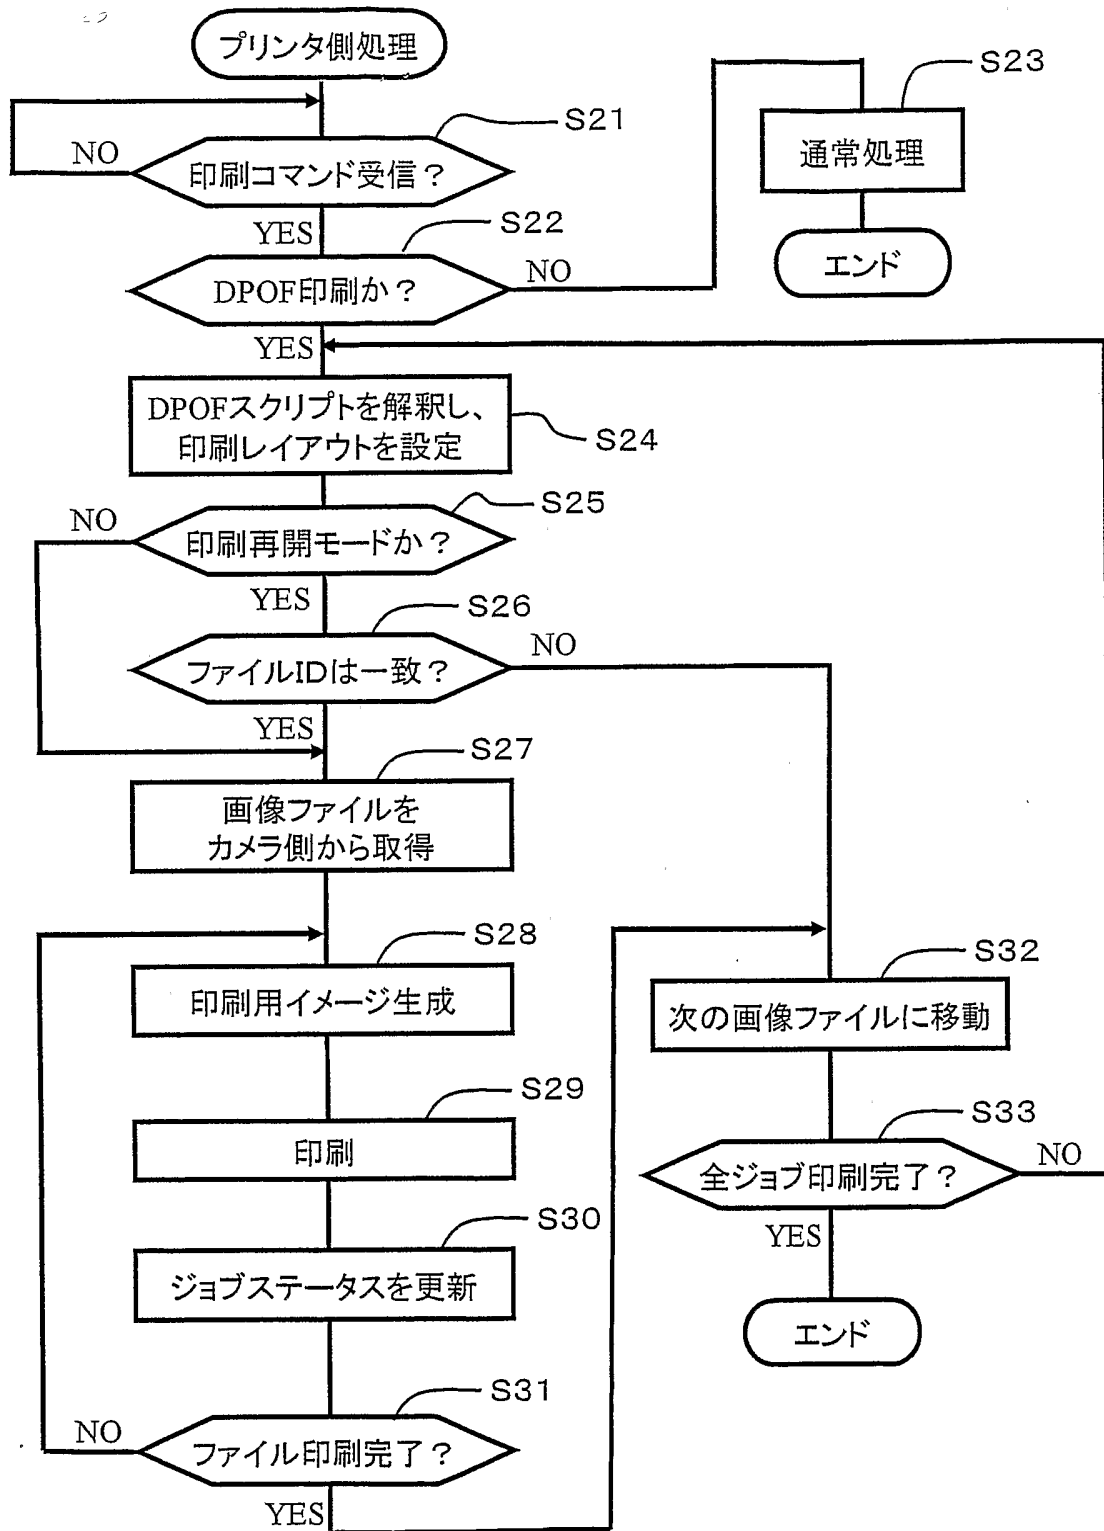 プリンタ側処理
S21
NO
印刷コマンド受信？
YES
S22
DPOF印刷か？
NO
S23
通常処理
エンド
YES
DPOFスクリプトを解釈し、
印刷レイアウトを設定
S24
S25
NO
印刷再開モードか？
YES
S26
ファイルIDは一致？
NO
YES
S27
画像ファイルを
カメラ側から取得
S28
印刷用イメージ生成
S29
印刷
S30
ジョブステータスを更新
S31
NO
ファイル印刷完了？
YES
S32
次の画像ファイルに移動
S33
全ジョブ印刷完了？
NO
YES
エンド